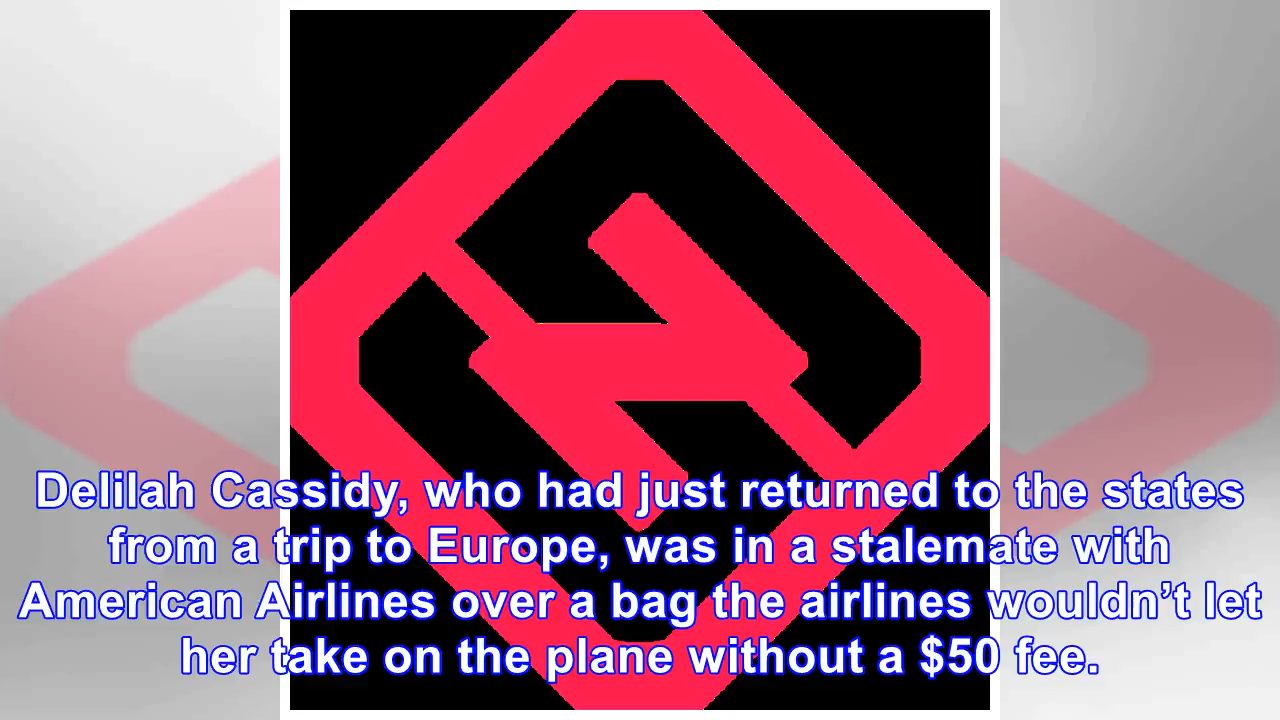 Delilah Cassidy, who had just returned to the states
from a trip to Europe, was in a stalemate with
American Airlines over a bag the airlines wouldn’t let
her take on the plane without a $50 fee.